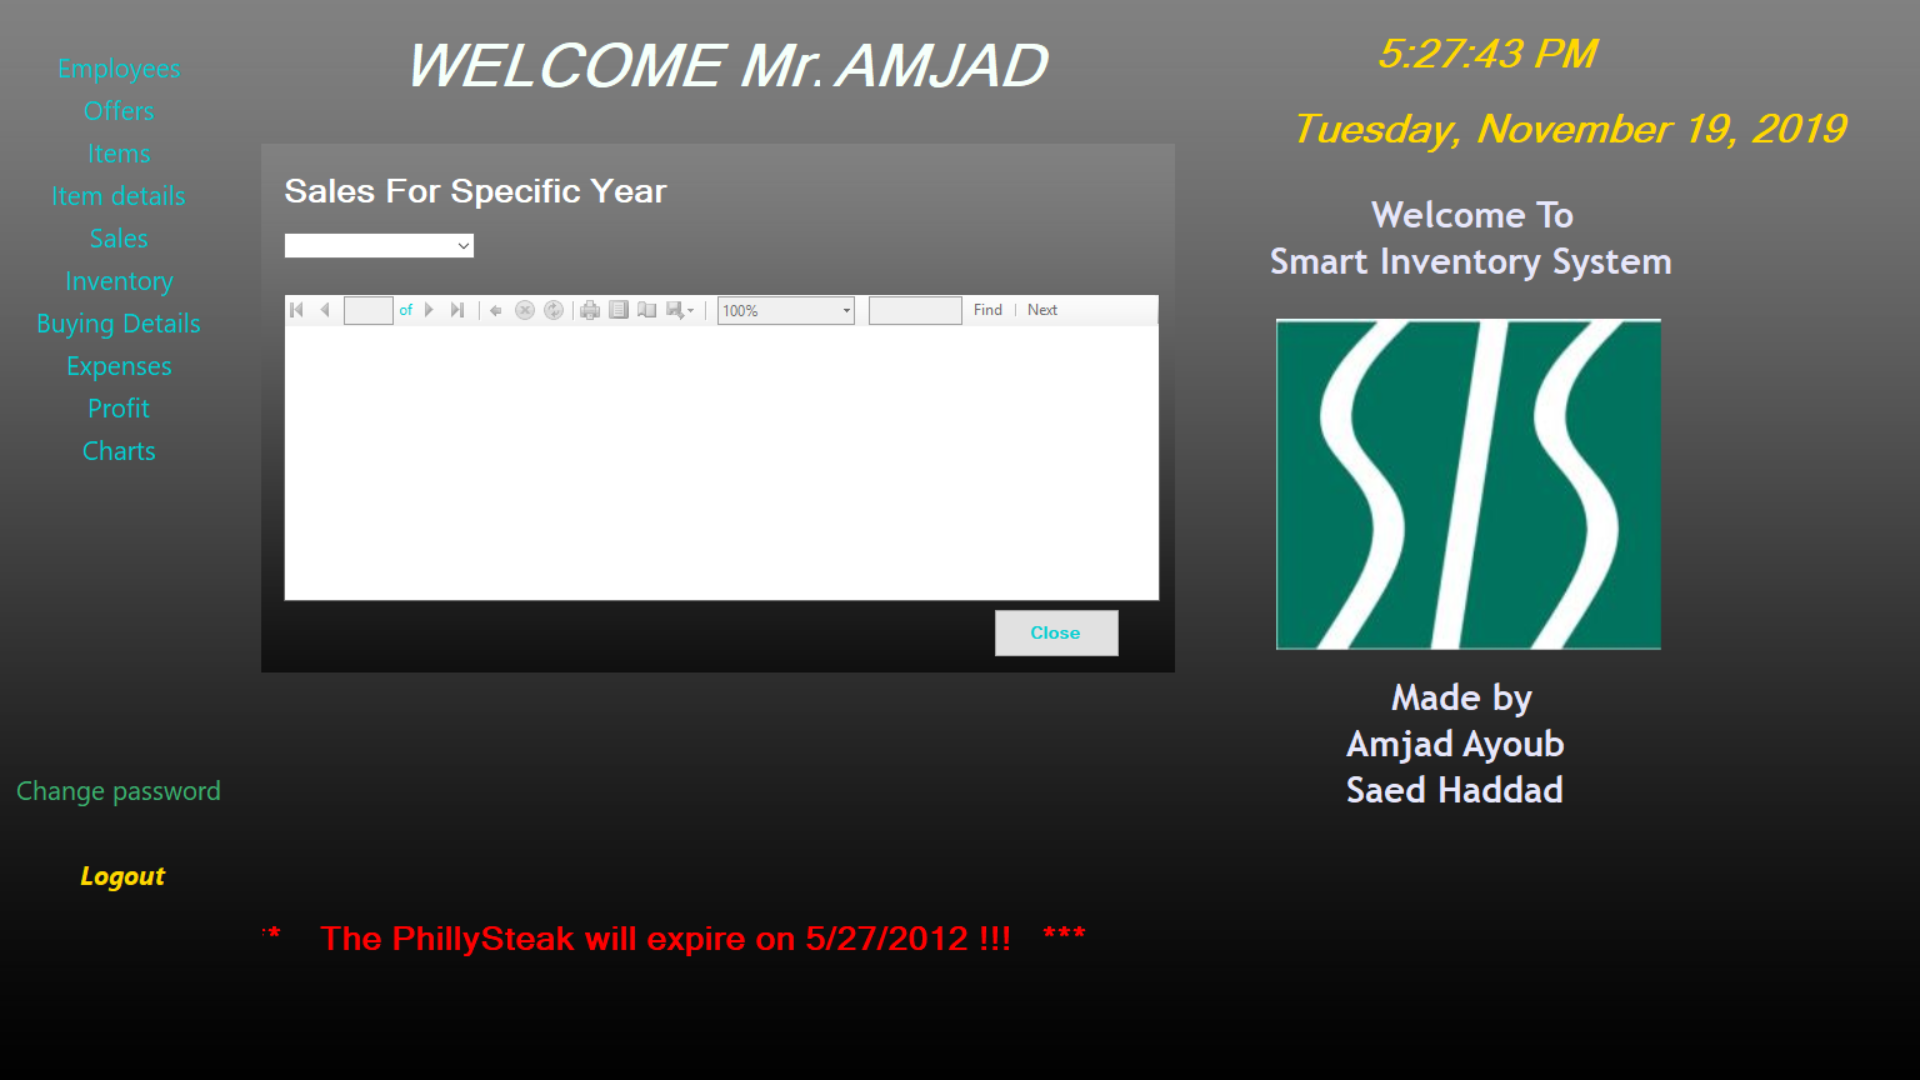 Employees
Offers
Items
Item details
Sales
Inventory
Buying Details
Expenses
Profit
Charts
Change password
Logout
WELCOME Mr. AMJAD
Sales For Specific Year
of
100%
Find | Next
Close
** The PhillySteak will expire on 5/27/2012 !!! ***
5:27:43 PM
Tuesday, November 19, 2019
Welcome To
Smart Inventory System
SIS
Made by
Amjad Ayoub
Saed Haddad